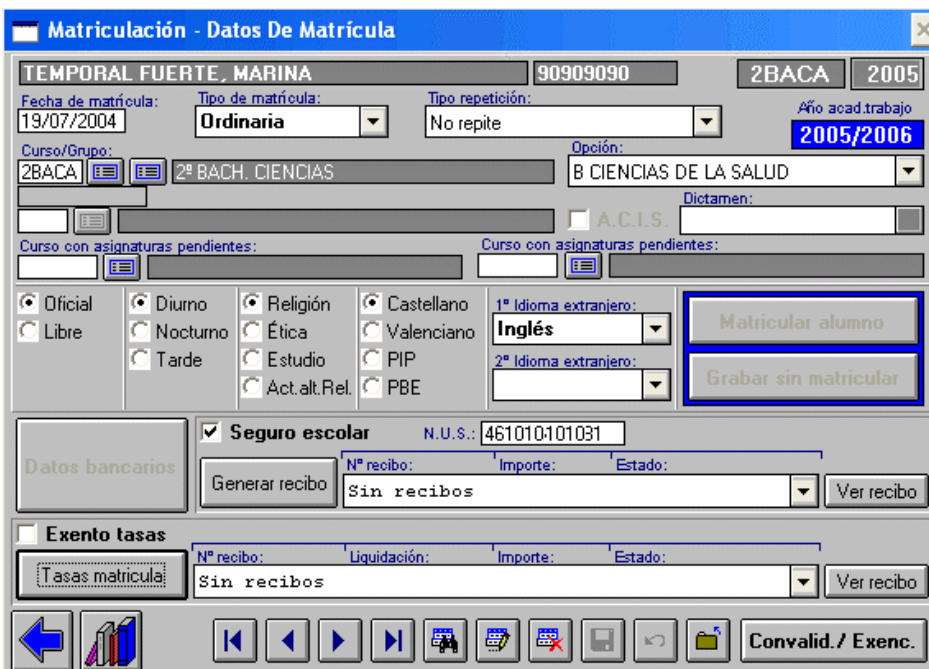 Matriculación - Datos De Matrícula
TEMPORAL FUERTE, MARINA 90909090 2BACA 2005
Fecha de matrícula: Tipo de matrícula: Tipo repetición: Año acad.trabajo
19/07/2004 Ordinaria No repite 2005/2006
Curso/Grupo: Opción:
2BACA 2º BACH. CIENCIAS B CIENCIAS DE LA SALUD
Dictamen:
A.C.I.S.
Curso con asignaturas pendientes: Curso con asignaturas pendientes:
Oficial Diurno Religión Castellano 1º Idioma extranjero:
Libre Nocturno Ética Valenciano Inglés Matricular alumno
Tarde Estudio PIP 2º Idioma extranjero:
Act.alt.Rel. PBE Grabar sin matricular
Seguro escolar N.U.S.: 461010101031
Datos bancarios Nº recibo: Importe: Estado:
Generar recibo Sin recibos Ver recibo
Exento tasas
Nº recibo: Liquidación: Importe: Estado:
Tasas matricula Sin recibos Ver recibo
Convalid./ Exenc.